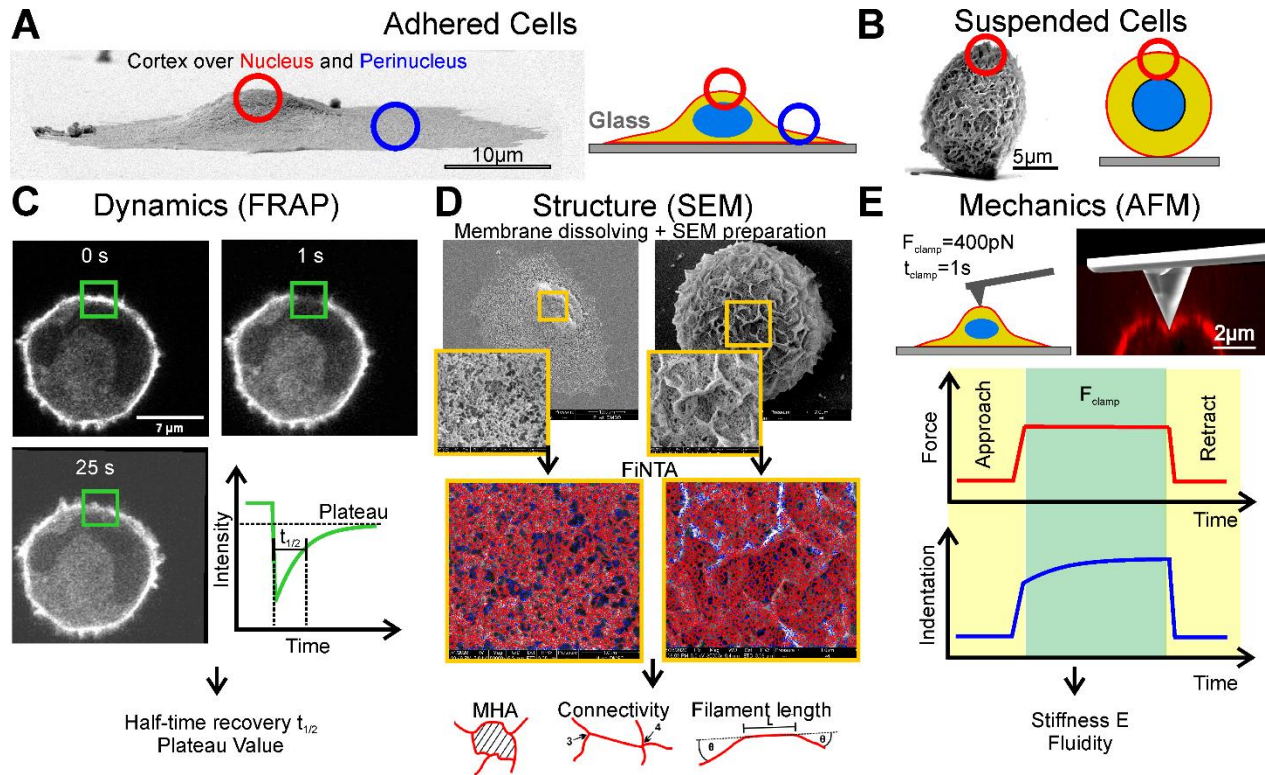 A
Adhered Cells
Cortex over Nucleus and Perinucleus
10µm
Glass
B
Suspended Cells
5µm
C
Dynamics (FRAP)
0 s
1 s
7 µm
25 s
Intensity
Plateau
t1/2
Time
Half-time recovery t1/2
Plateau Value
D
Structure (SEM)
Membrane dissolving + SEM preparation
FiNTA
MHA
Connectivity
3
4
Filament length
L
θ
θ
E
Mechanics (AFM)
Fclamp=400pN
tclamp=1s
2µm
Force
Approach
Fclamp
Retract
Time
Indentation
Time
Stiffness E
Fluidity